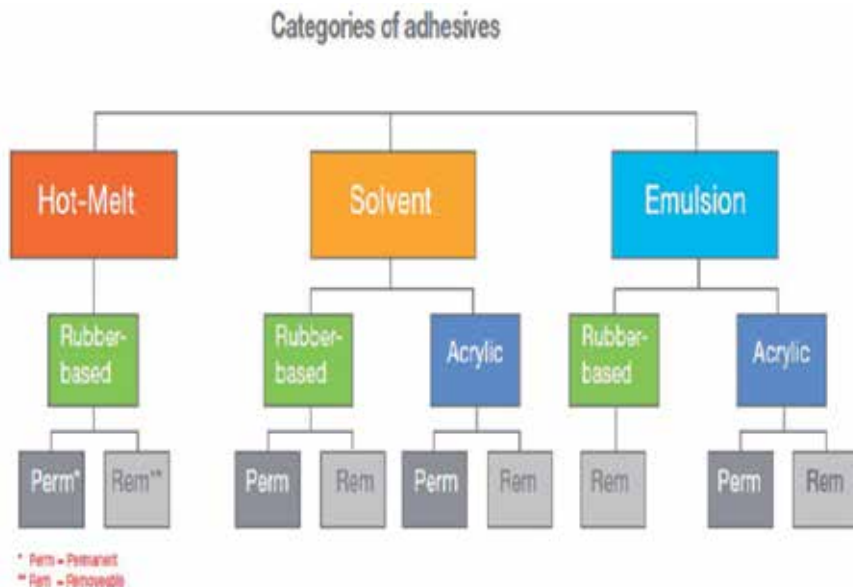 Categories of adhesives
Hot-Melt
Solvent
Emulsion
Rubber-
based
Rubber-
based
Acrylic
Rubber-
based
Acrylic
Perm*
Rem**
Perm
Rem
Perm
Rem
Rem
Perm
Rem
* Perm = Permanent
** Rem = Removeable